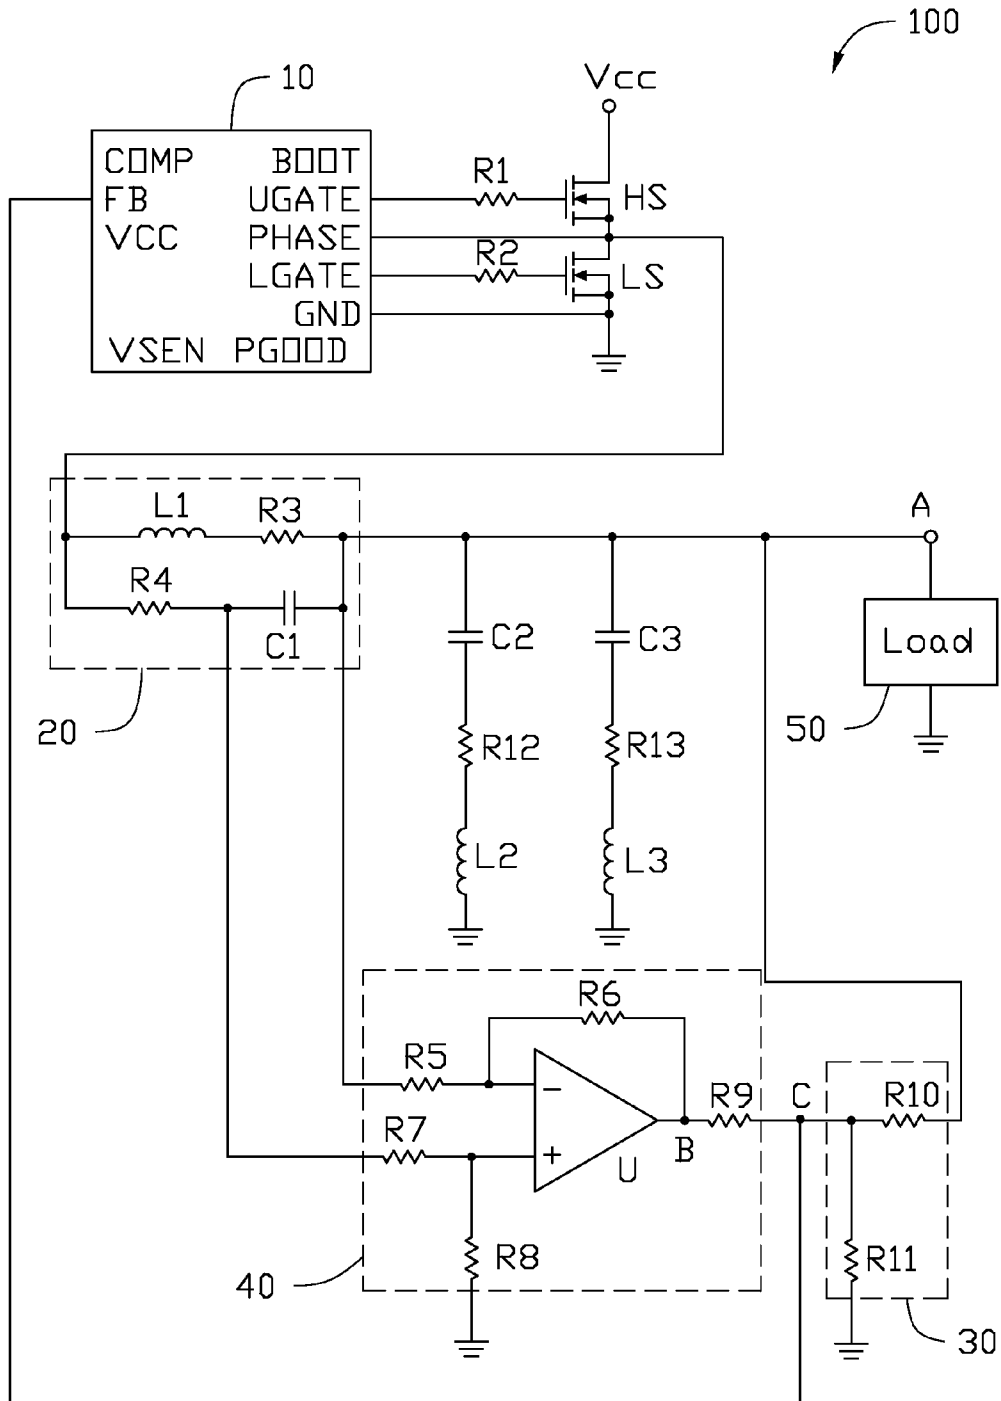 100
10
Vcc
COMP BOOT
R1
FB UGATE
HS
VCC PHASE
R2
LGATE
LS
GND
VSEN PGOOD
L1
R3
A
R4
C1
C2
C3
Load
20
50
R12
R13
L2
L3
R6
R5
R9
C
R10
R7
B
U
R8
R11
40
30
−
+